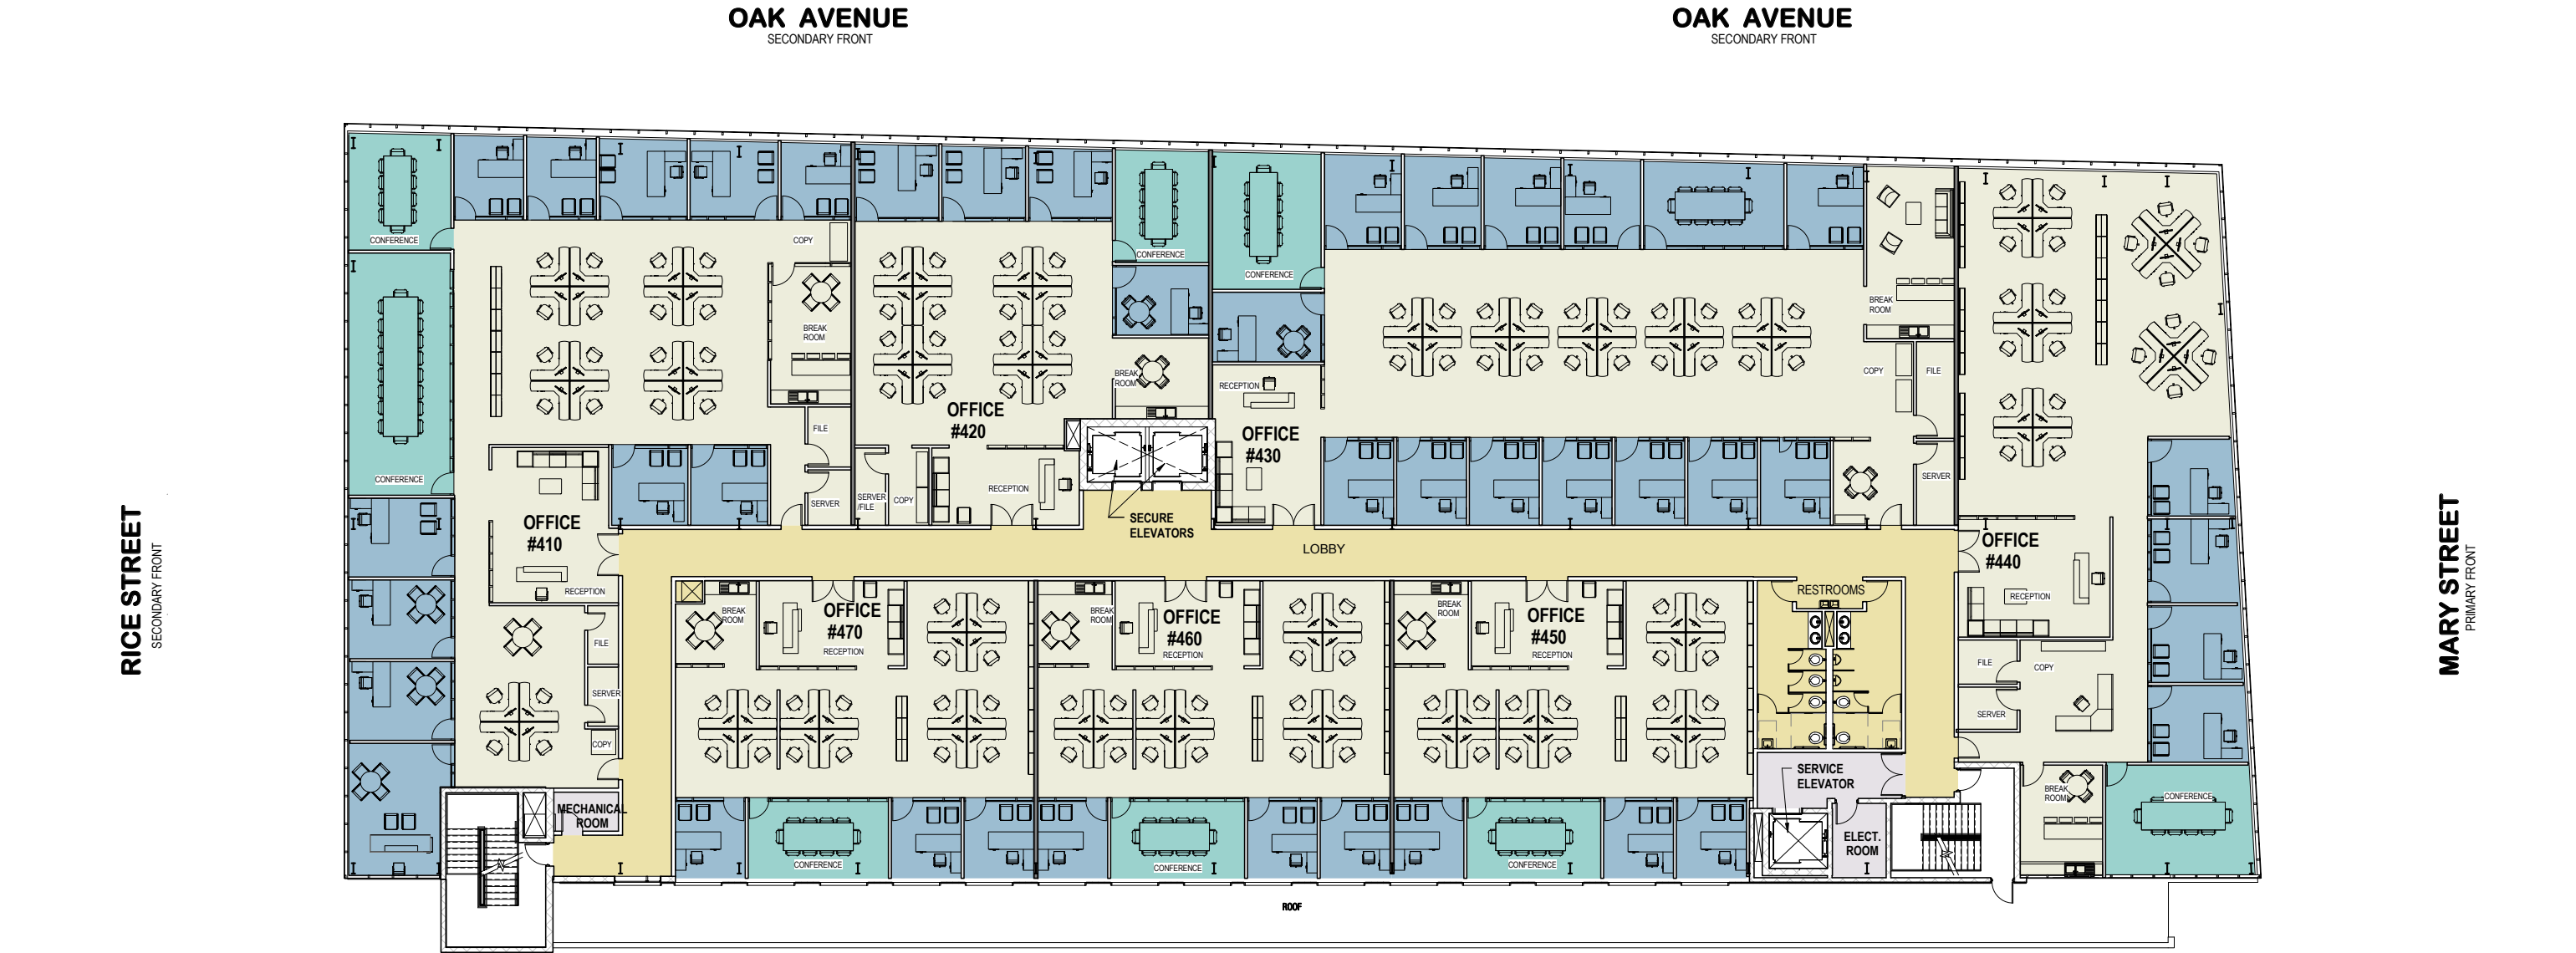 OAK AVENUE
SECONDARY FRONT
OAK AVENUE
SECONDARY FRONT
RICE STREET
SECONDARY FRONT
MARY STREET
PRIMARY FRONT
CONFERENCE
CONFERENCE
COPY
BREAK
ROOM
FILE
SERVER
OFFICE
#410
RECEPTION
FILE
SERVER
COPY
MECHANICAL
ROOM
CONFERENCE
BREAK
ROOM
OFFICE
#420
SERVER
/FILE
COPY
RECEPTION
SECURE
ELEVATORS
CONFERENCE
RECEPTION
OFFICE
#430
BREAK
ROOM
COPY
FILE
SERVER
LOBBY
OFFICE
#440
RECEPTION
FILE
COPY
SERVER
BREAK
ROOM
CONFERENCE
BREAK
ROOM
OFFICE
#470
RECEPTION
CONFERENCE
BREAK
ROOM
OFFICE
#460
RECEPTION
CONFERENCE
BREAK
ROOM
OFFICE
#450
RECEPTION
CONFERENCE
RESTROOMS
SERVICE
ELEVATOR
ELECT.
ROOM
ROOF